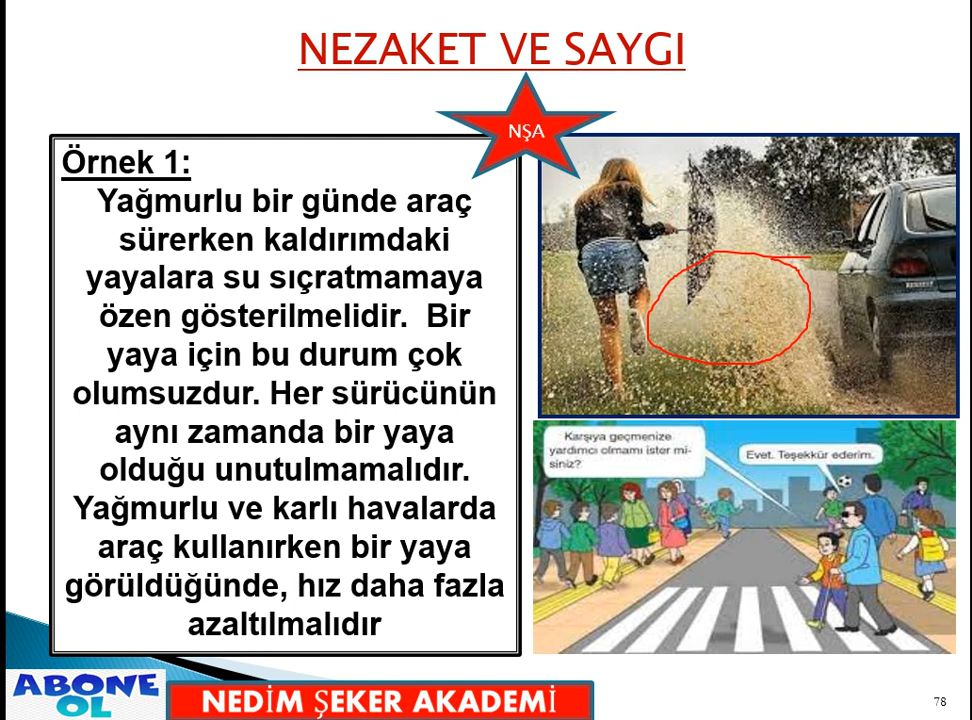 NEZAKET VE SAYGI
NŞA
Örnek 1:
Yağmurlu bir günde araç
sürerken kaldırımdaki
yayalara su sıçratmamaya
özen gösterilmelidir. Bir
yaya için bu durum çok
olumsuzdur. Her sürücünün
aynı zamanda bir yaya
olduğu unutulmamalıdır.
Yağmurlu ve karlı havalarda
araç kullanırken bir yaya
görüldüğünde, hız daha fazla
azaltılmalıdır
Karşıya geçmenize
yardımcı olmamı ister mi-
siniz?
Evet. Teşekkür ederim.
ABONE
OL
NEDİM ŞEKER AKADEMİ
78